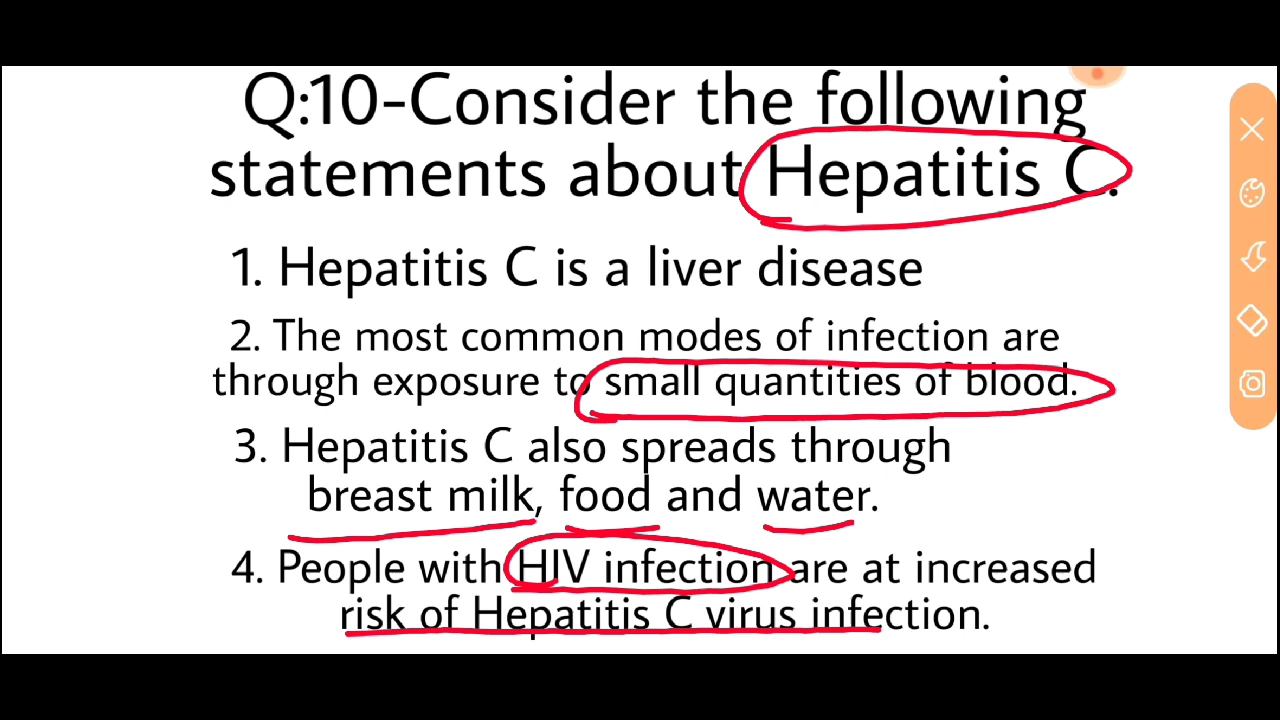 Q:10-Consider the following
statements about Hepatitis C.
1. Hepatitis C is a liver disease
2. The most common modes of infection are
through exposure to small quantities of blood.
3. Hepatitis C also spreads through
breast milk, food and water.
4. People with HIV infection are at increased
risk of Hepatitis C virus infection.